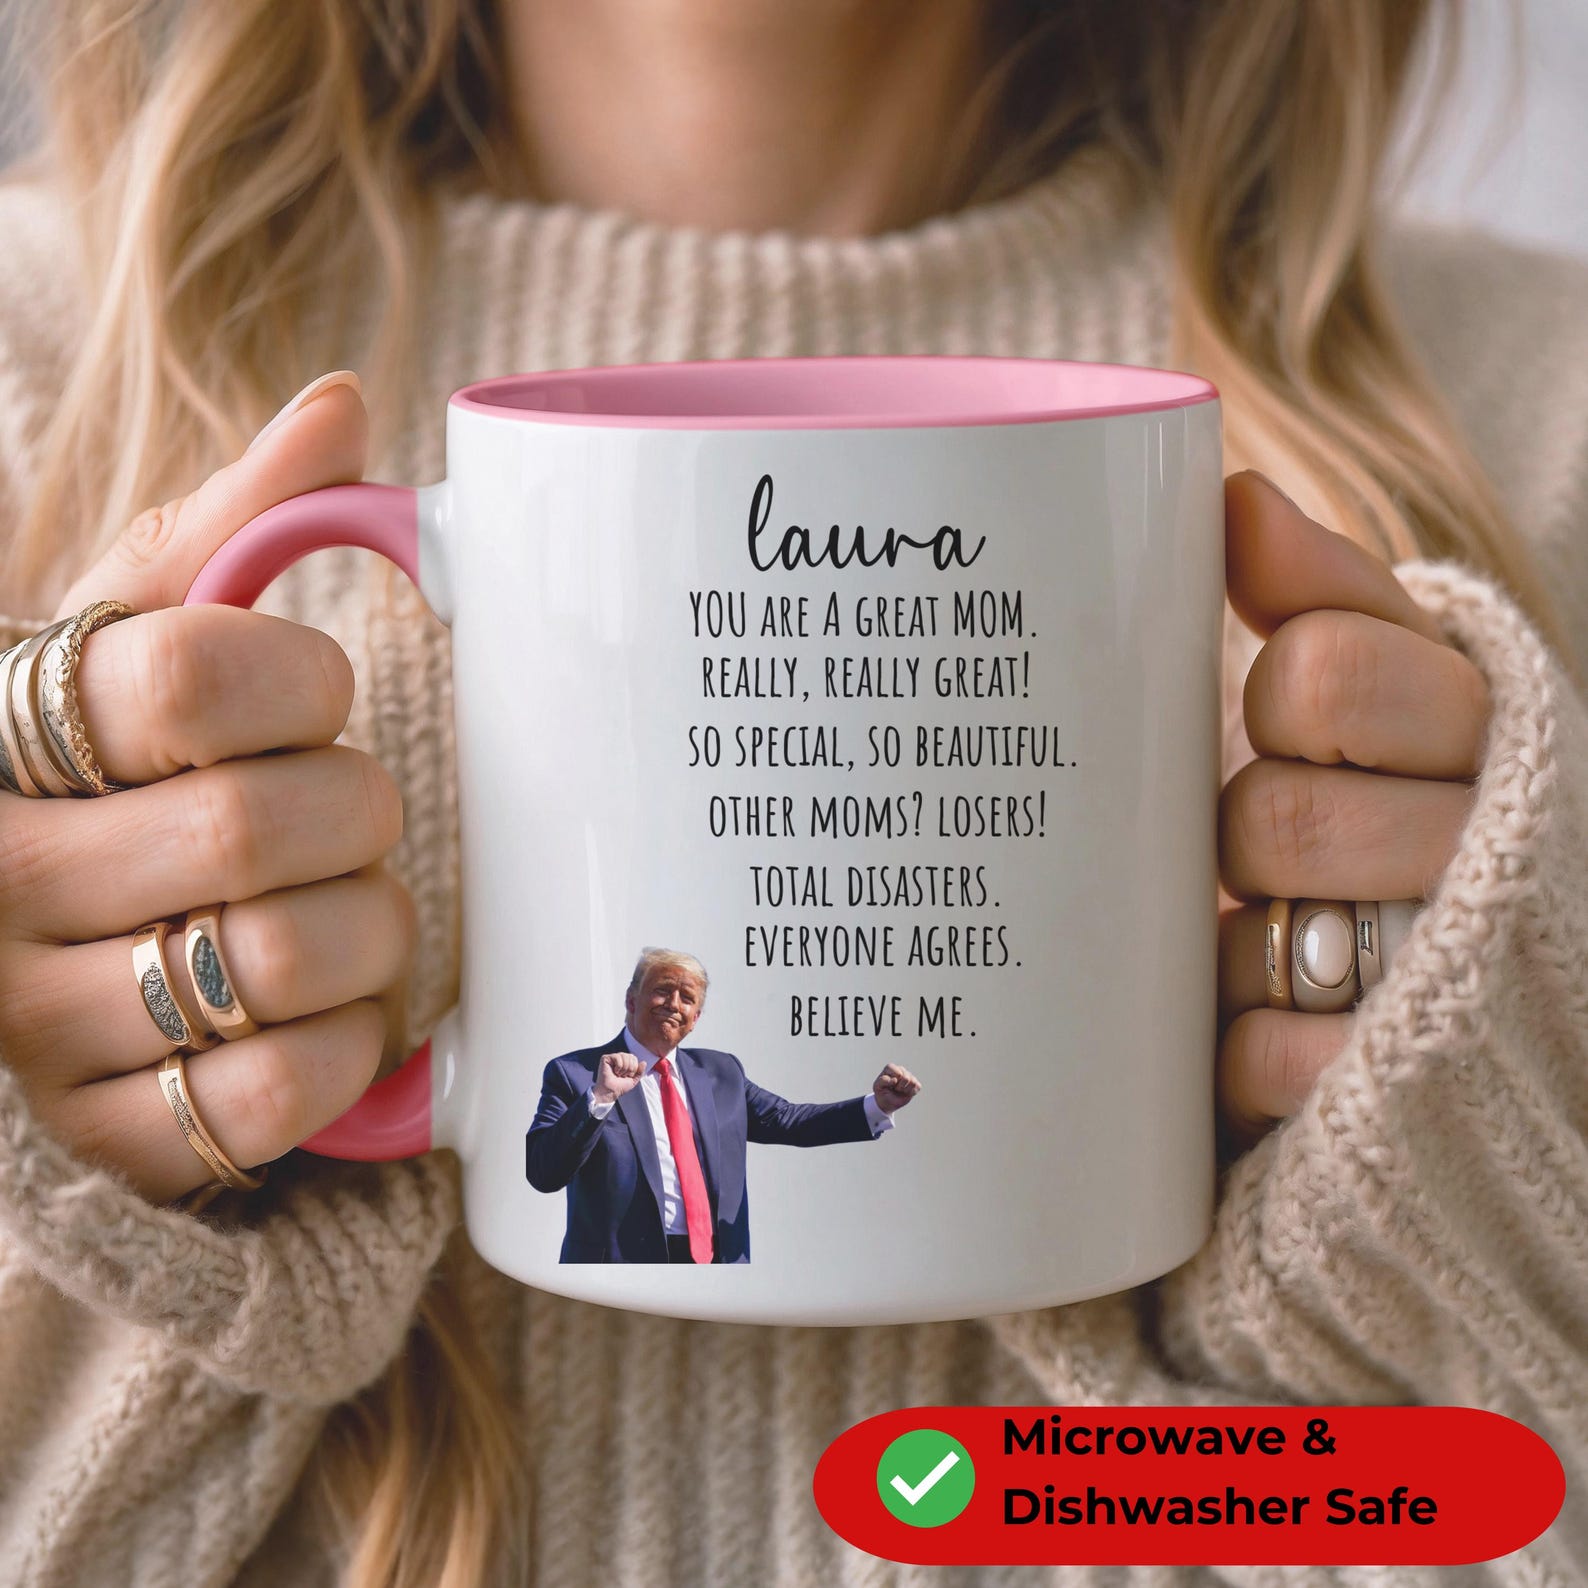 laura
YOU ARE A GREAT MOM.
REALLY, REALLY GREAT!
SO SPECIAL, SO BEAUTIFUL.
OTHER MOMS? LOSERS!
TOTAL DISASTERS.
EVERYONE AGREES.
BELIEVE ME.
Microwave &
Dishwasher Safe